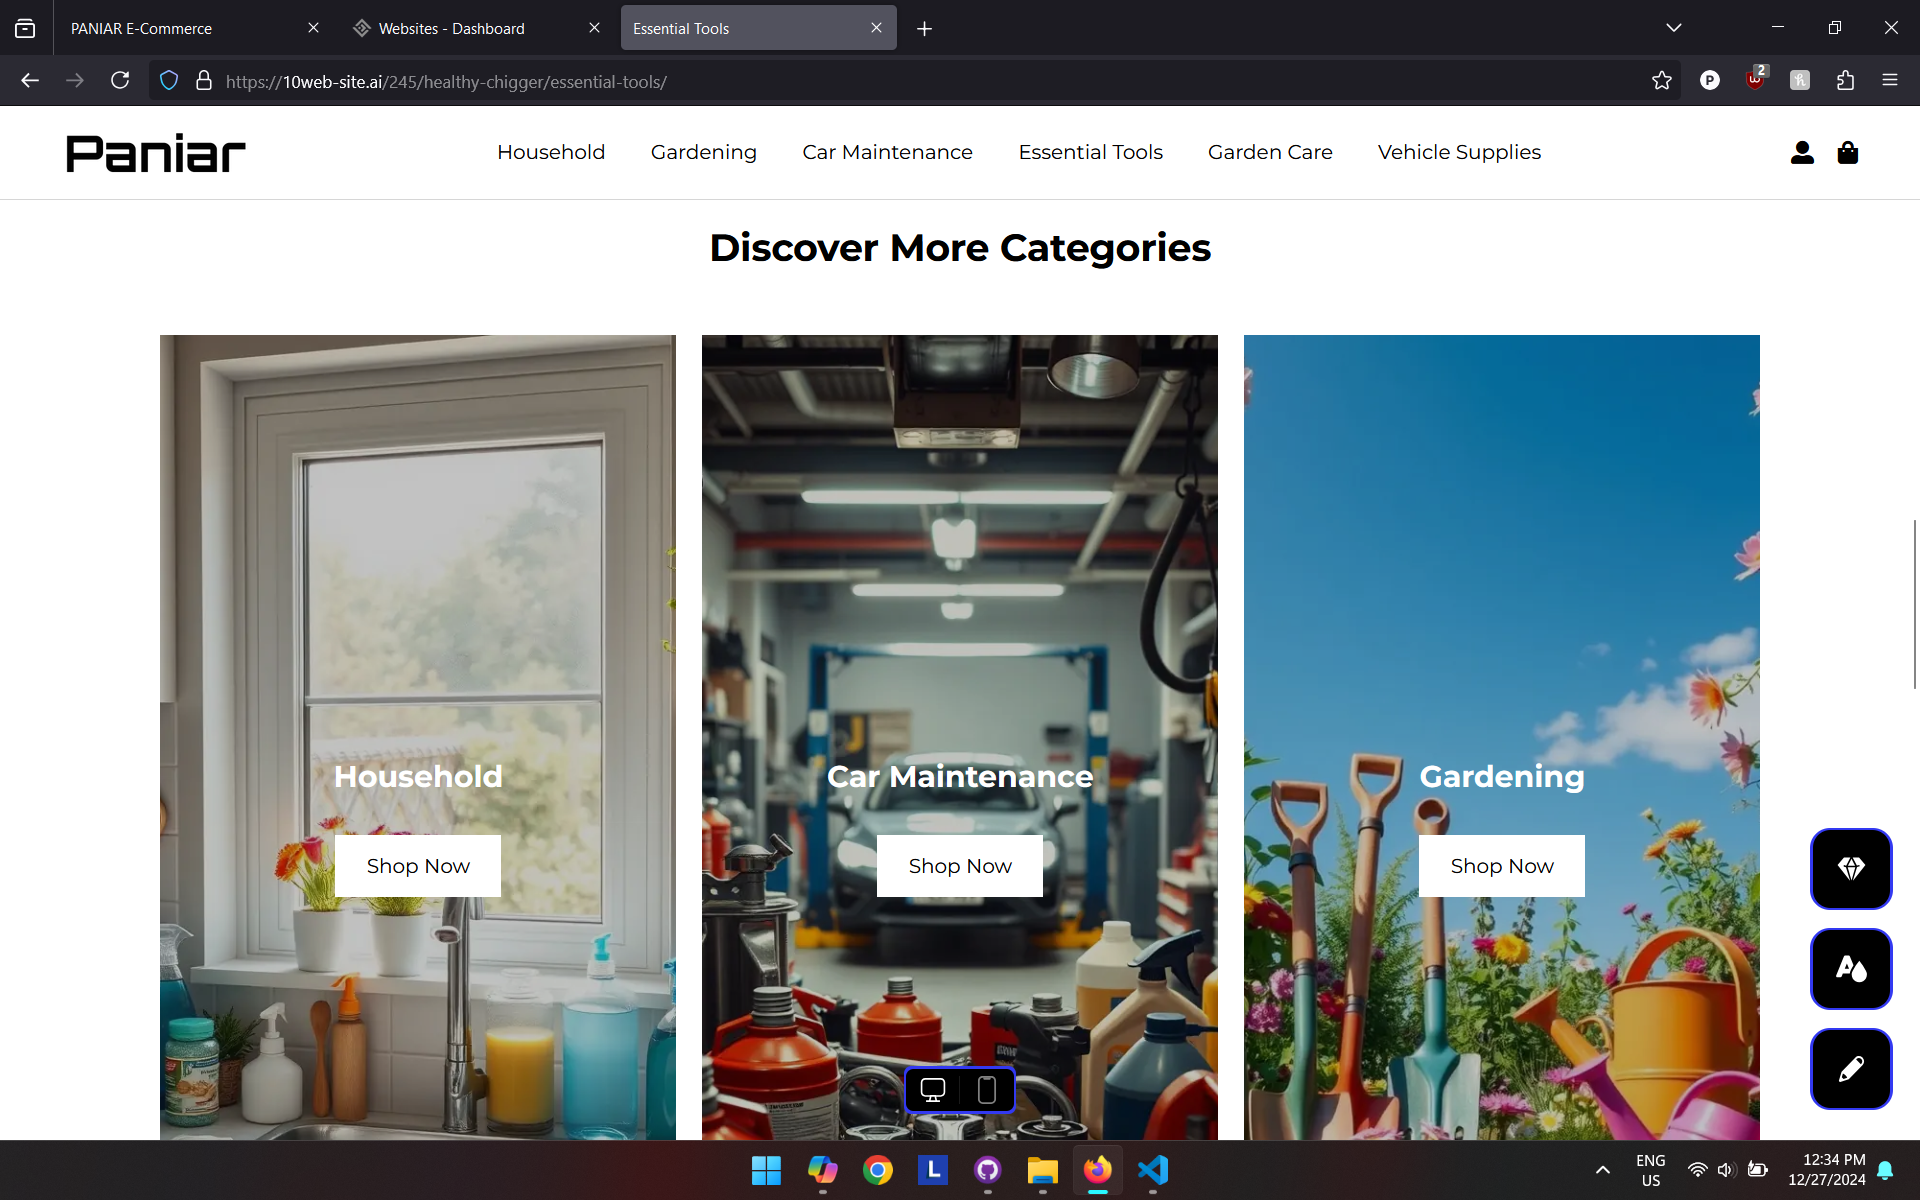 PANIAR E-Commerce
Websites - Dashboard
Essential Tools
https://10web-site.ai/245/healthy-chigger/essential-tools/
P
2
Paniar
Household
Gardening
Car Maintenance
Essential Tools
Garden Care
Vehicle Supplies
Discover More Categories
Household
Car Maintenance
Gardening
Shop Now
Shop Now
Shop Now
L
ENG
US
12:34 PM
12/27/2024